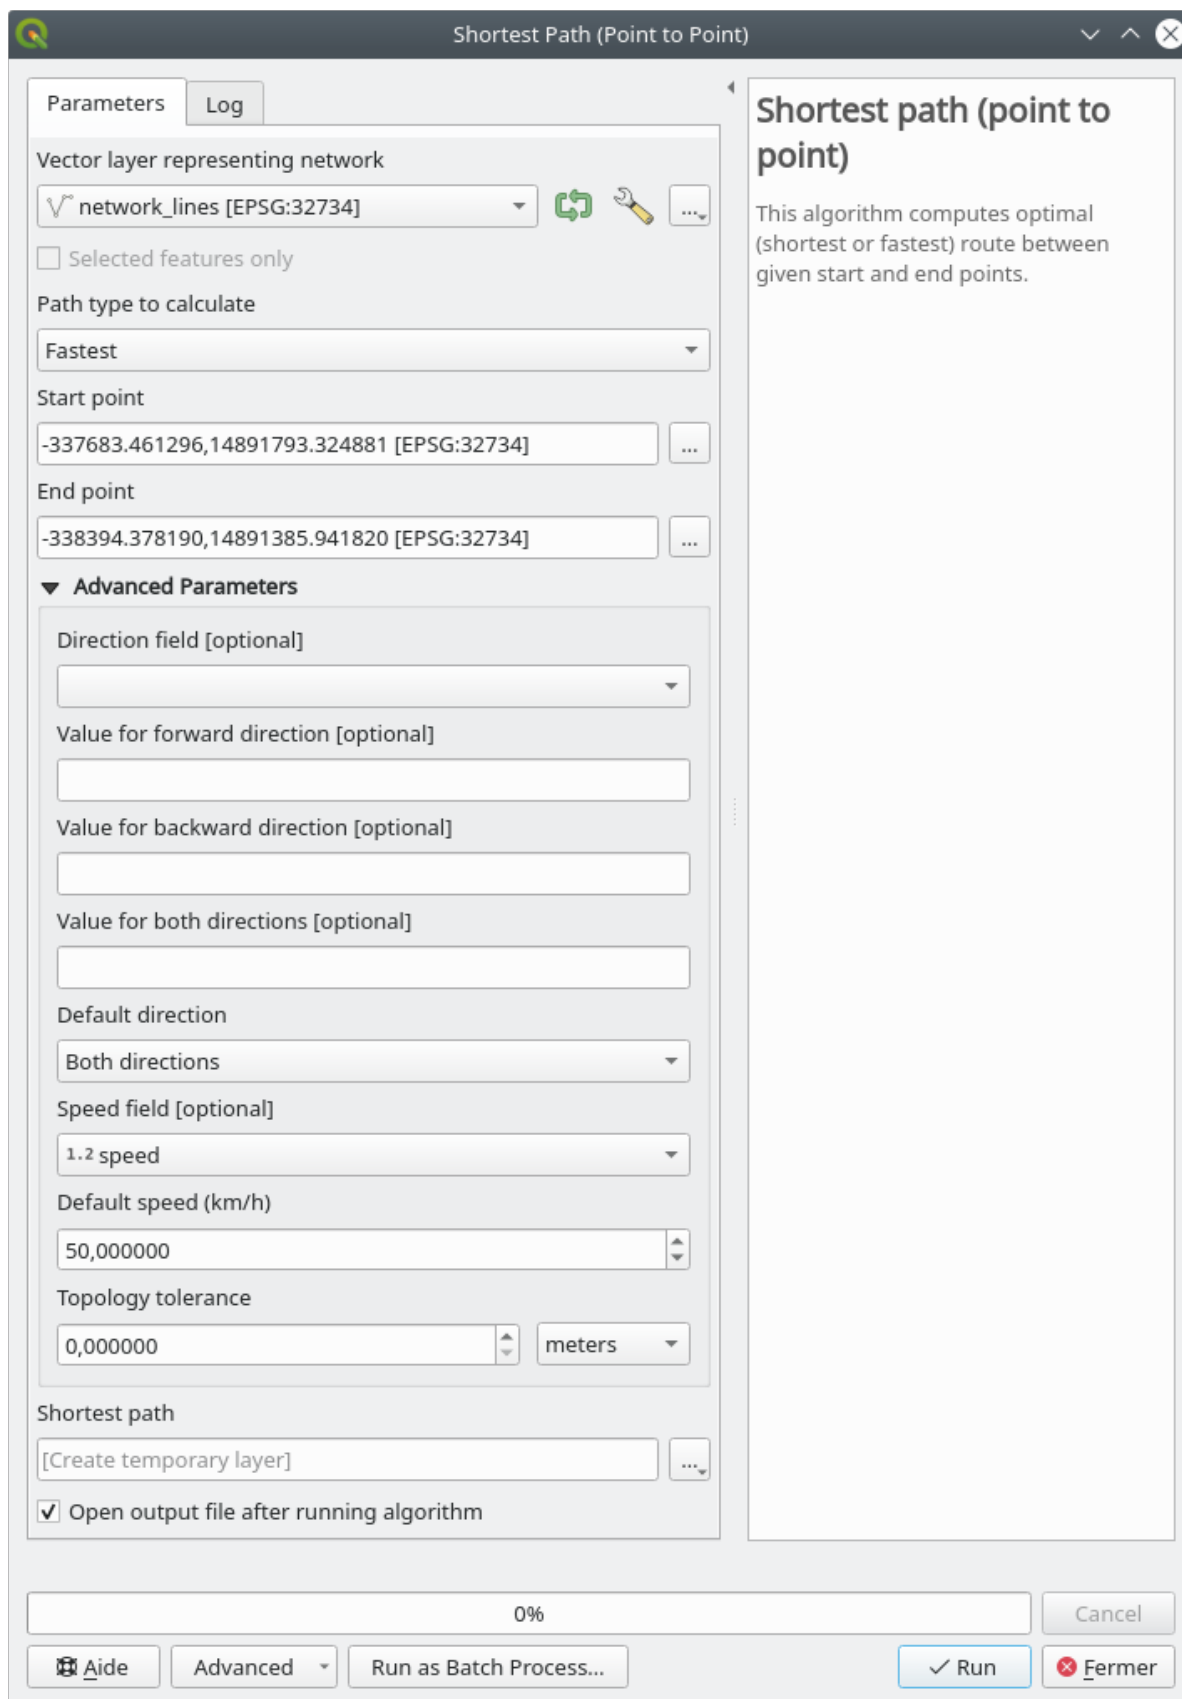 Shortest Path (Point to Point)
Parameters
Log
Vector layer representing network
network_lines [EPSG:32734]
...
Selected features only
Path type to calculate
Fastest
Start point
-337683.461296,14891793.324881 [EPSG:32734]
...
End point
-338394.378190,14891385.941820 [EPSG:32734]
...
Advanced Parameters
Direction field [optional]
Value for forward direction [optional]
Value for backward direction [optional]
Value for both directions [optional]
Default direction
Both directions
Speed field [optional]
1.2 speed
Default speed (km/h)
50,000000
Topology tolerance
0,000000
meters
Shortest path
[Create temporary layer]
...
Open output file after running algorithm
Shortest path (point to
point)
This algorithm computes optimal
(shortest or fastest) route between
given start and end points.
0%
Cancel
Aide
Advanced
Run as Batch Process...
Run
Fermer